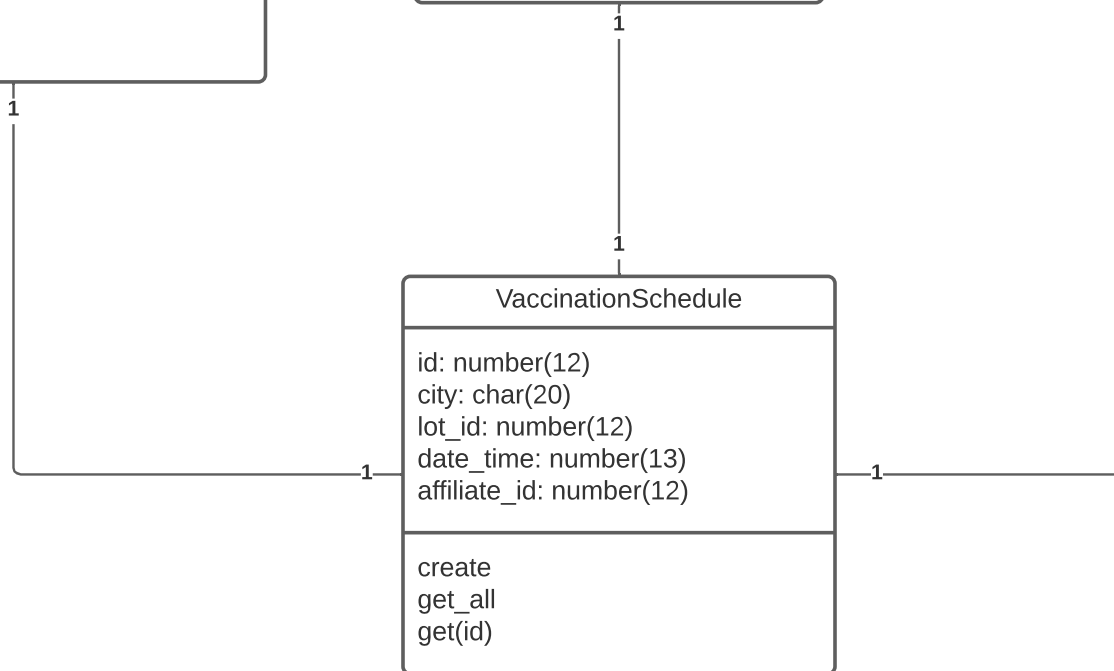 1
1
1
VaccinationSchedule
id: number(12)
city: char(20)
lot_id: number(12)
date_time: number(13)
affiliate_id: number(12)
1
1
create
get_all
get(id)